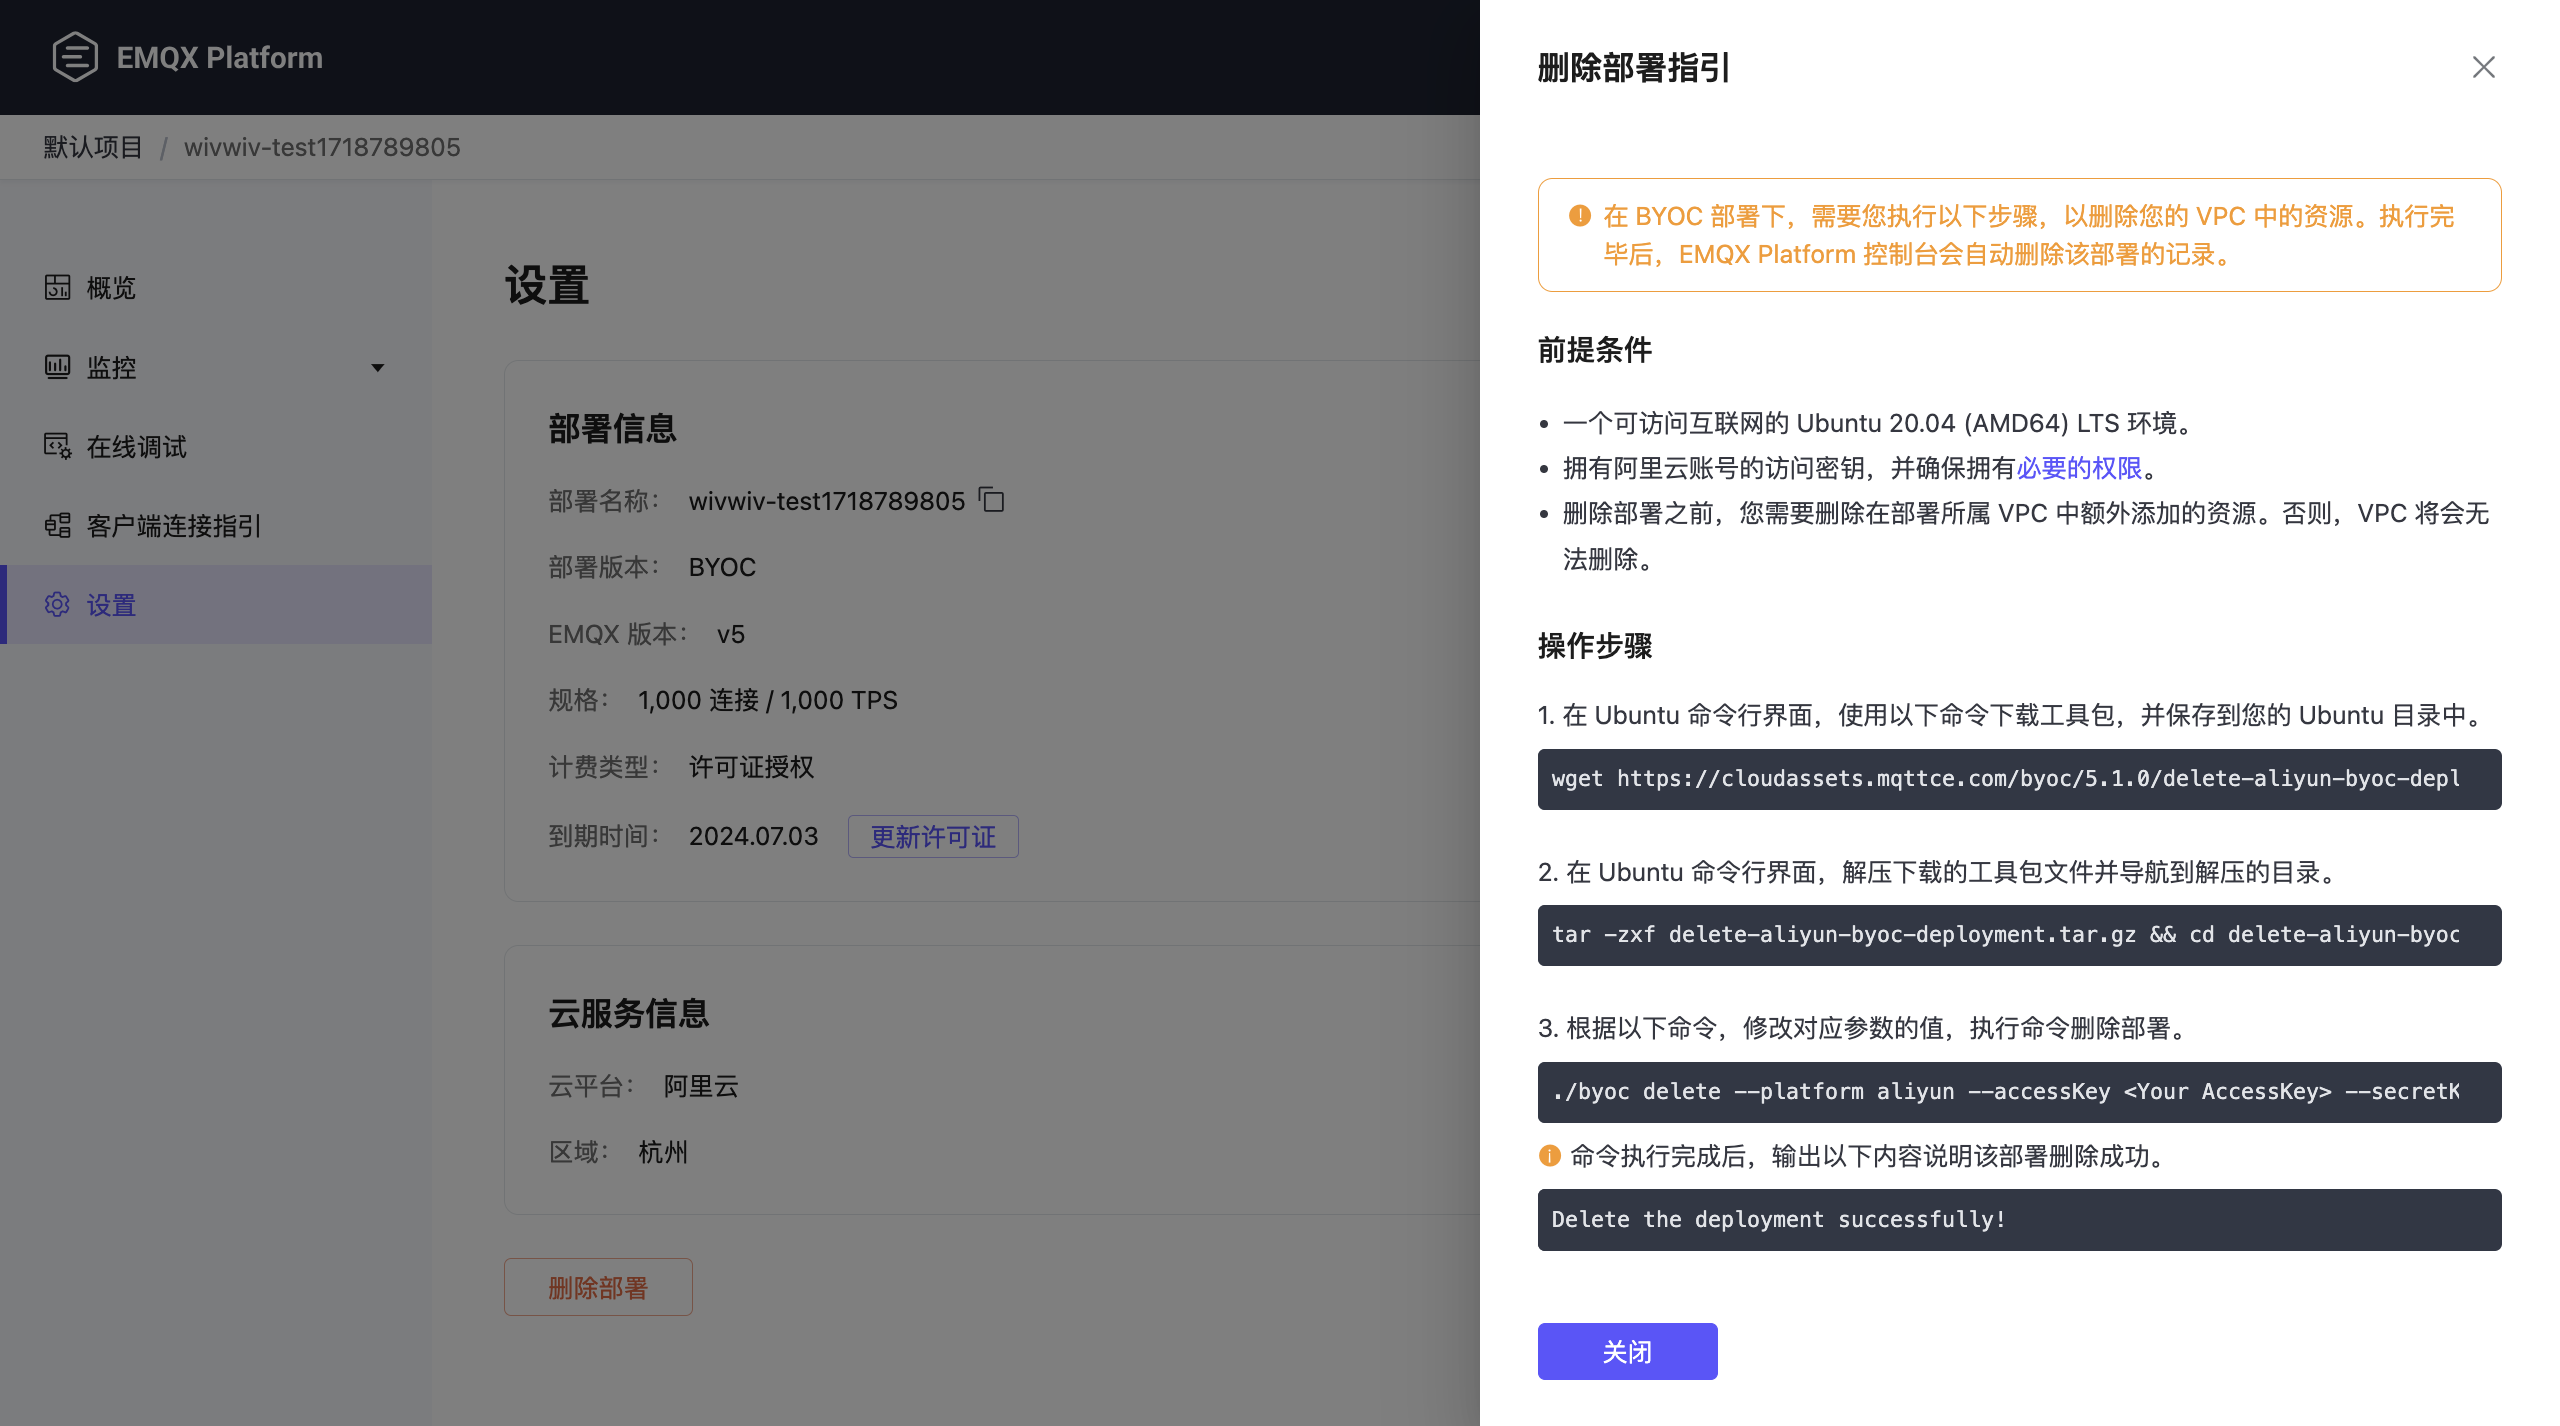 EMQX Platform
默认项目 / wivwiv-test1718789805
概览
监控
在线调试
客户端连接指引
设置
设置
部署信息
部署名称： wivwiv-test1718789805
部署版本： BYOC
EMQX 版本： v5
规格： 1,000 连接 / 1,000 TPS
计费类型： 许可证授权
到期时间： 2024.07.03 更新许可证
云服务信息
云平台： 阿里云
区域： 杭州
删除部署
删除部署指引
在 BYOC 部署下，需要您执行以下步骤，以删除您的 VPC 中的资源。执行完
毕后，EMQX Platform 控制台会自动删除该部署的记录。
前提条件
• 一个可访问互联网的 Ubuntu 20.04 (AMD64) LTS 环境。
• 拥有阿里云账号的访问密钥，并确保拥有必要的权限。
• 删除部署之前，您需要删除在部署所属 VPC 中额外添加的资源。否则，VPC 将会无
法删除。
操作步骤
1. 在 Ubuntu 命令行界面，使用以下命令下载工具包，并保存到您的 Ubuntu 目录中。
wget https://cloudassets.mqttce.com/byoc/5.1.0/delete-aliyun-byoc-depl
2. 在 Ubuntu 命令行界面，解压下载的工具包文件并导航到解压的目录。
tar -zxf delete-aliyun-byoc-deployment.tar.gz && cd delete-aliyun-byoc
3. 根据以下命令，修改对应参数的值，执行命令删除部署。
./byoc delete --platform aliyun --accessKey <Your AccessKey> --secretK
命令执行完成后，输出以下内容说明该部署删除成功。
Delete the deployment successfully!
关闭